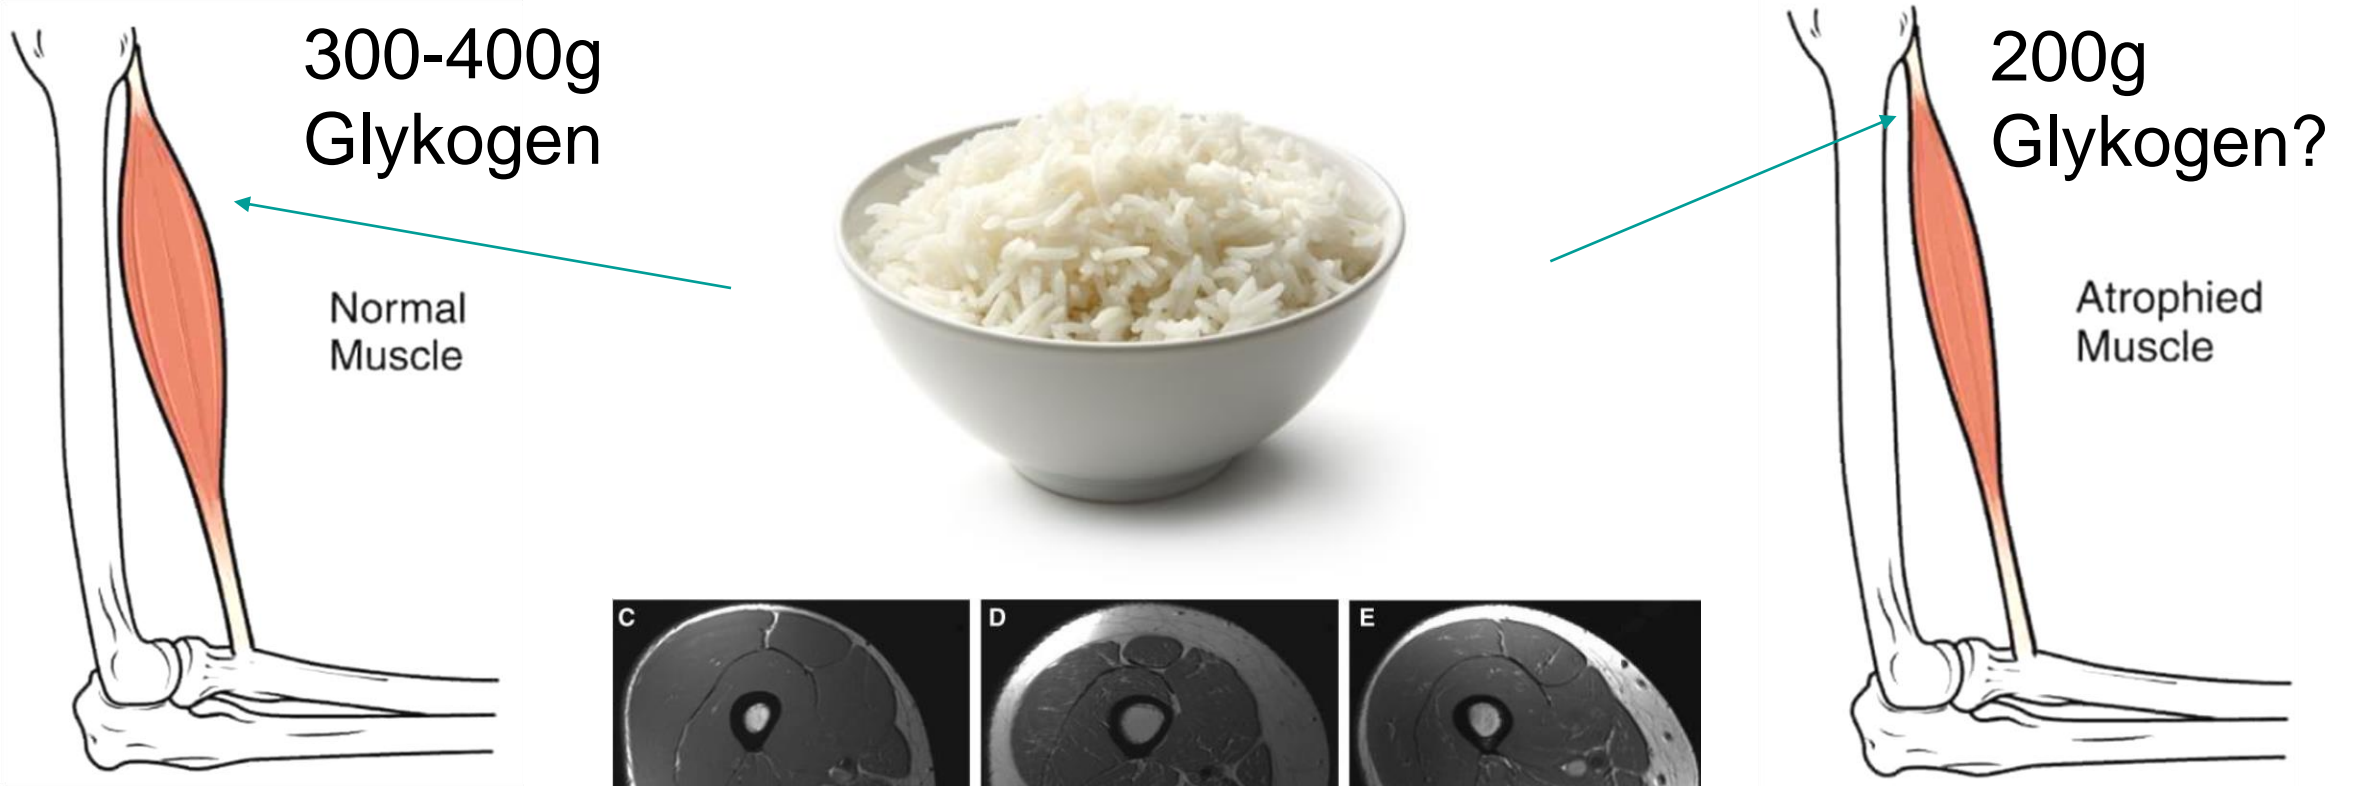 300-400g
Glykogen
Normal
Muscle
200g
Glykogen?
Atrophied
Muscle
C
D
E